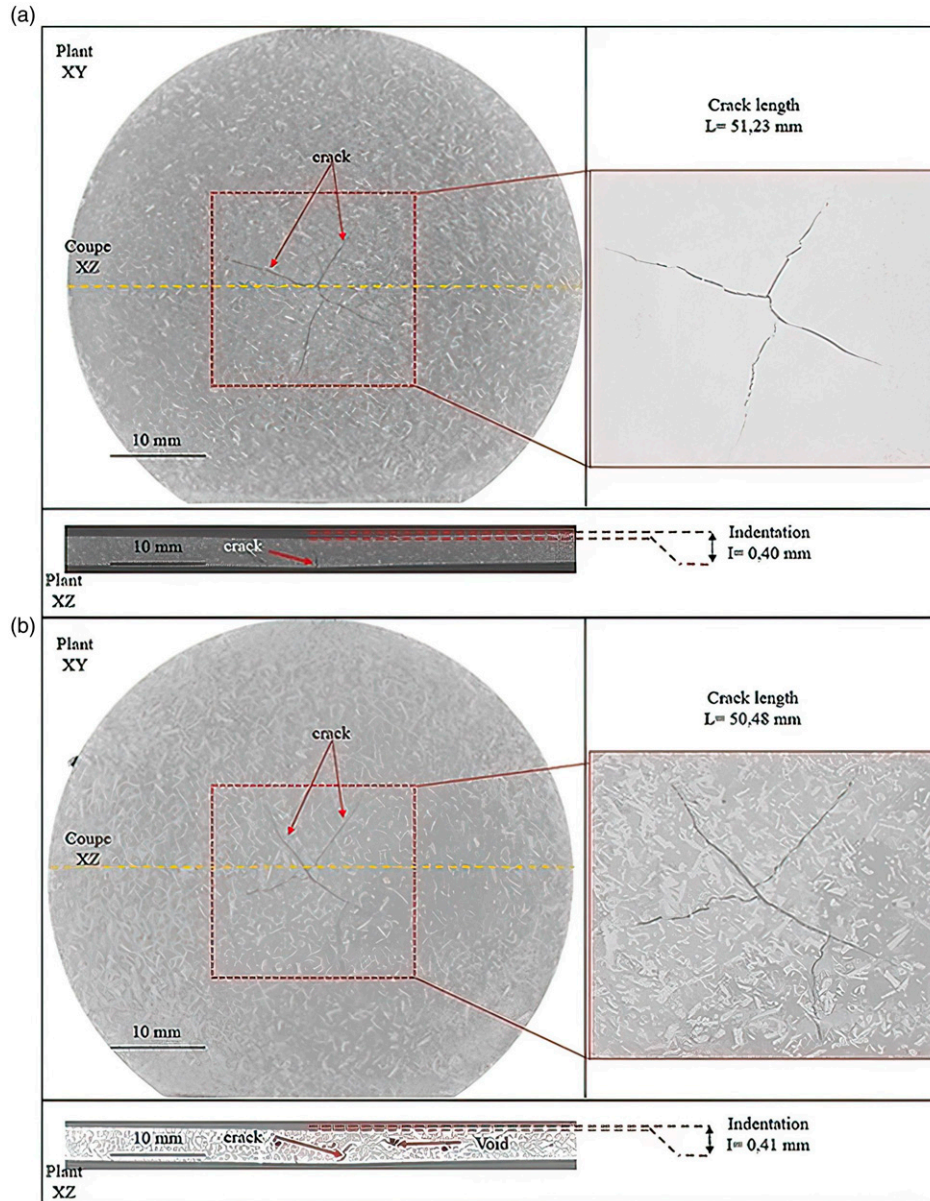 (a)
Plant
XY
Crack length
L= 51,23 mm
crack
Coupe
XZ
10 mm
10 mm
crack
Indentation
I= 0,40 mm
Plant
XZ
(b)
Plant
XY
Crack length
L= 50,48 mm
crack
Coupe
XZ
10 mm
10 mm
crack
Void
Indentation
I= 0,41 mm
Plant
XZ